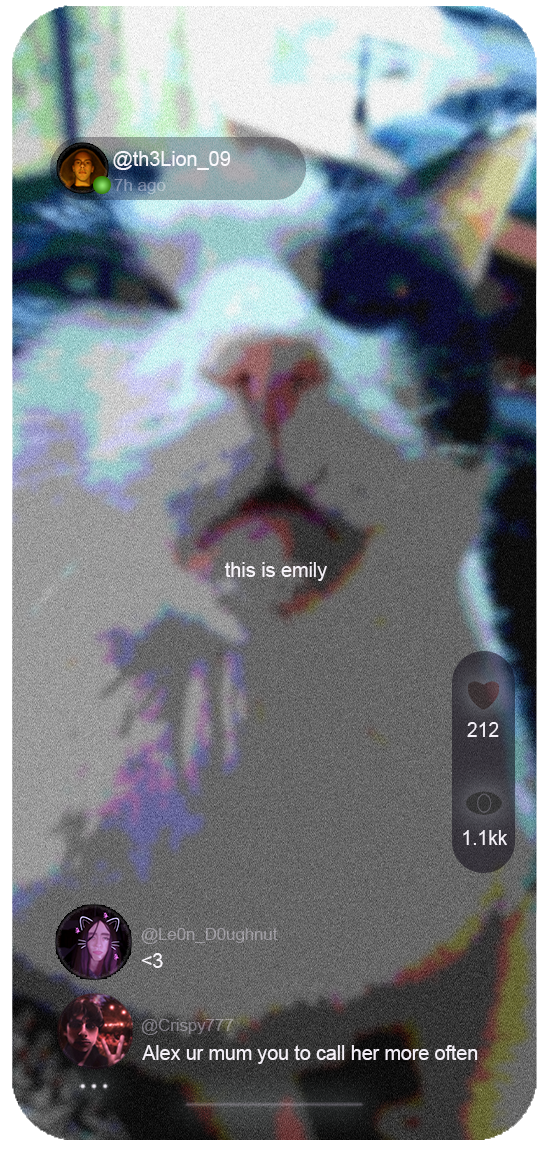 @th3Lion_09
7h ago
this is emily
212
1.1kk
@Le0n_D0ughnut
<3
@Crispy777
Alex ur mum you to call her more often